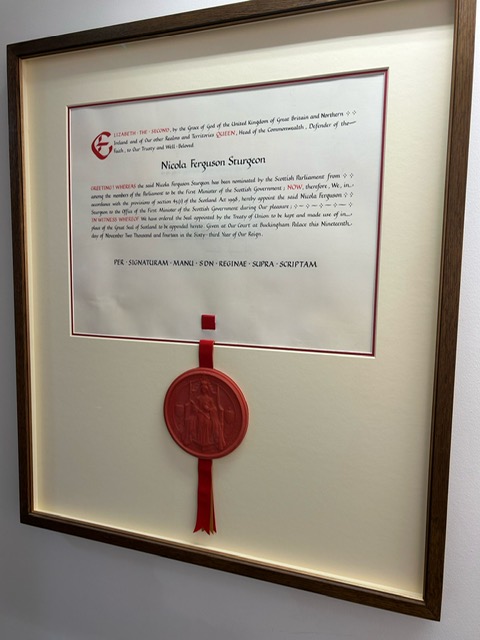 ELIZABETH · THE · SECOND, by the Grace of God of the United Kingdom of Great Britain and Northern
Ireland and of Our other Realms and Territories QUEEN, Head of the Commonwealth, Defender of the
Faith, to Our Trusty and Well-Beloved
Nicola Ferguson Sturgeon
GREETING! WHEREAS the said Nicola Ferguson Sturgeon has been nominated by the Scottish Parliament from
among the members of the Parliament to be the First Minister of the Scottish Government; NOW, therefore, We, in
accordance with the provisions of section 45(1) of the Scotland Act 1998, hereby appoint the said Nicola Ferguson
Sturgeon to the Office of the First Minister of the Scottish Government during Our pleasure;
IN WITNESS WHEREOF We have ordered the Seal appointed by the Treaty of Union to be kept and made use of in
place of the Great Seal of Scotland to be appended hereto. Given at Our Court at Buckingham Palace this Nineteenth
day of November Two Thousand and fourteen in the Sixty-third Year of Our Reign.
PER · SIGNATURAM · MANU · SDN · REGINAE · SUPRA · SCRIPTAM